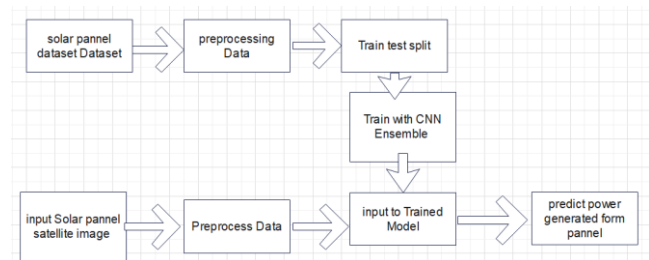 solar pannel
dataset Dataset
preprocessing
Data
Train test split
Train with CNN
Ensemble
input Solar pannel
satellite image
Preprocess Data
input to Trained
Model
predict power
generated form
pannel